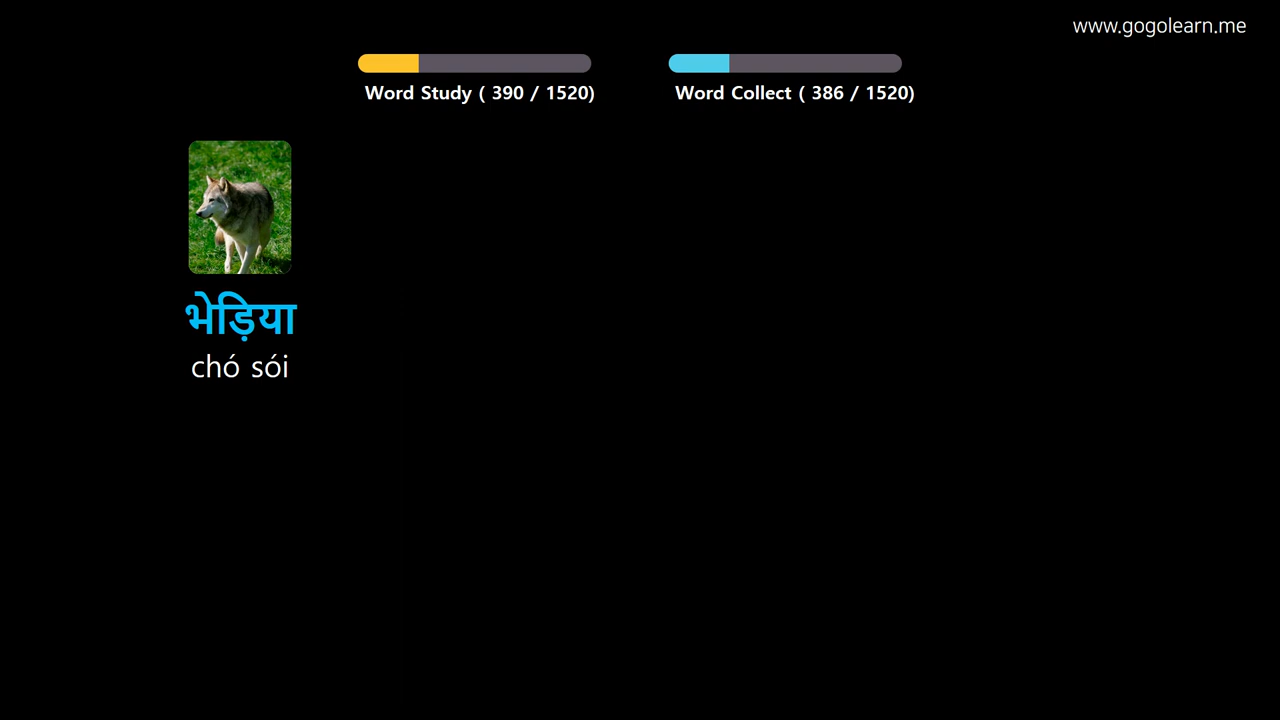 www.gogolearn.me
Word Study ( 390 / 1520)
Word Collect ( 386 / 1520)
भेड़िया
chó sói